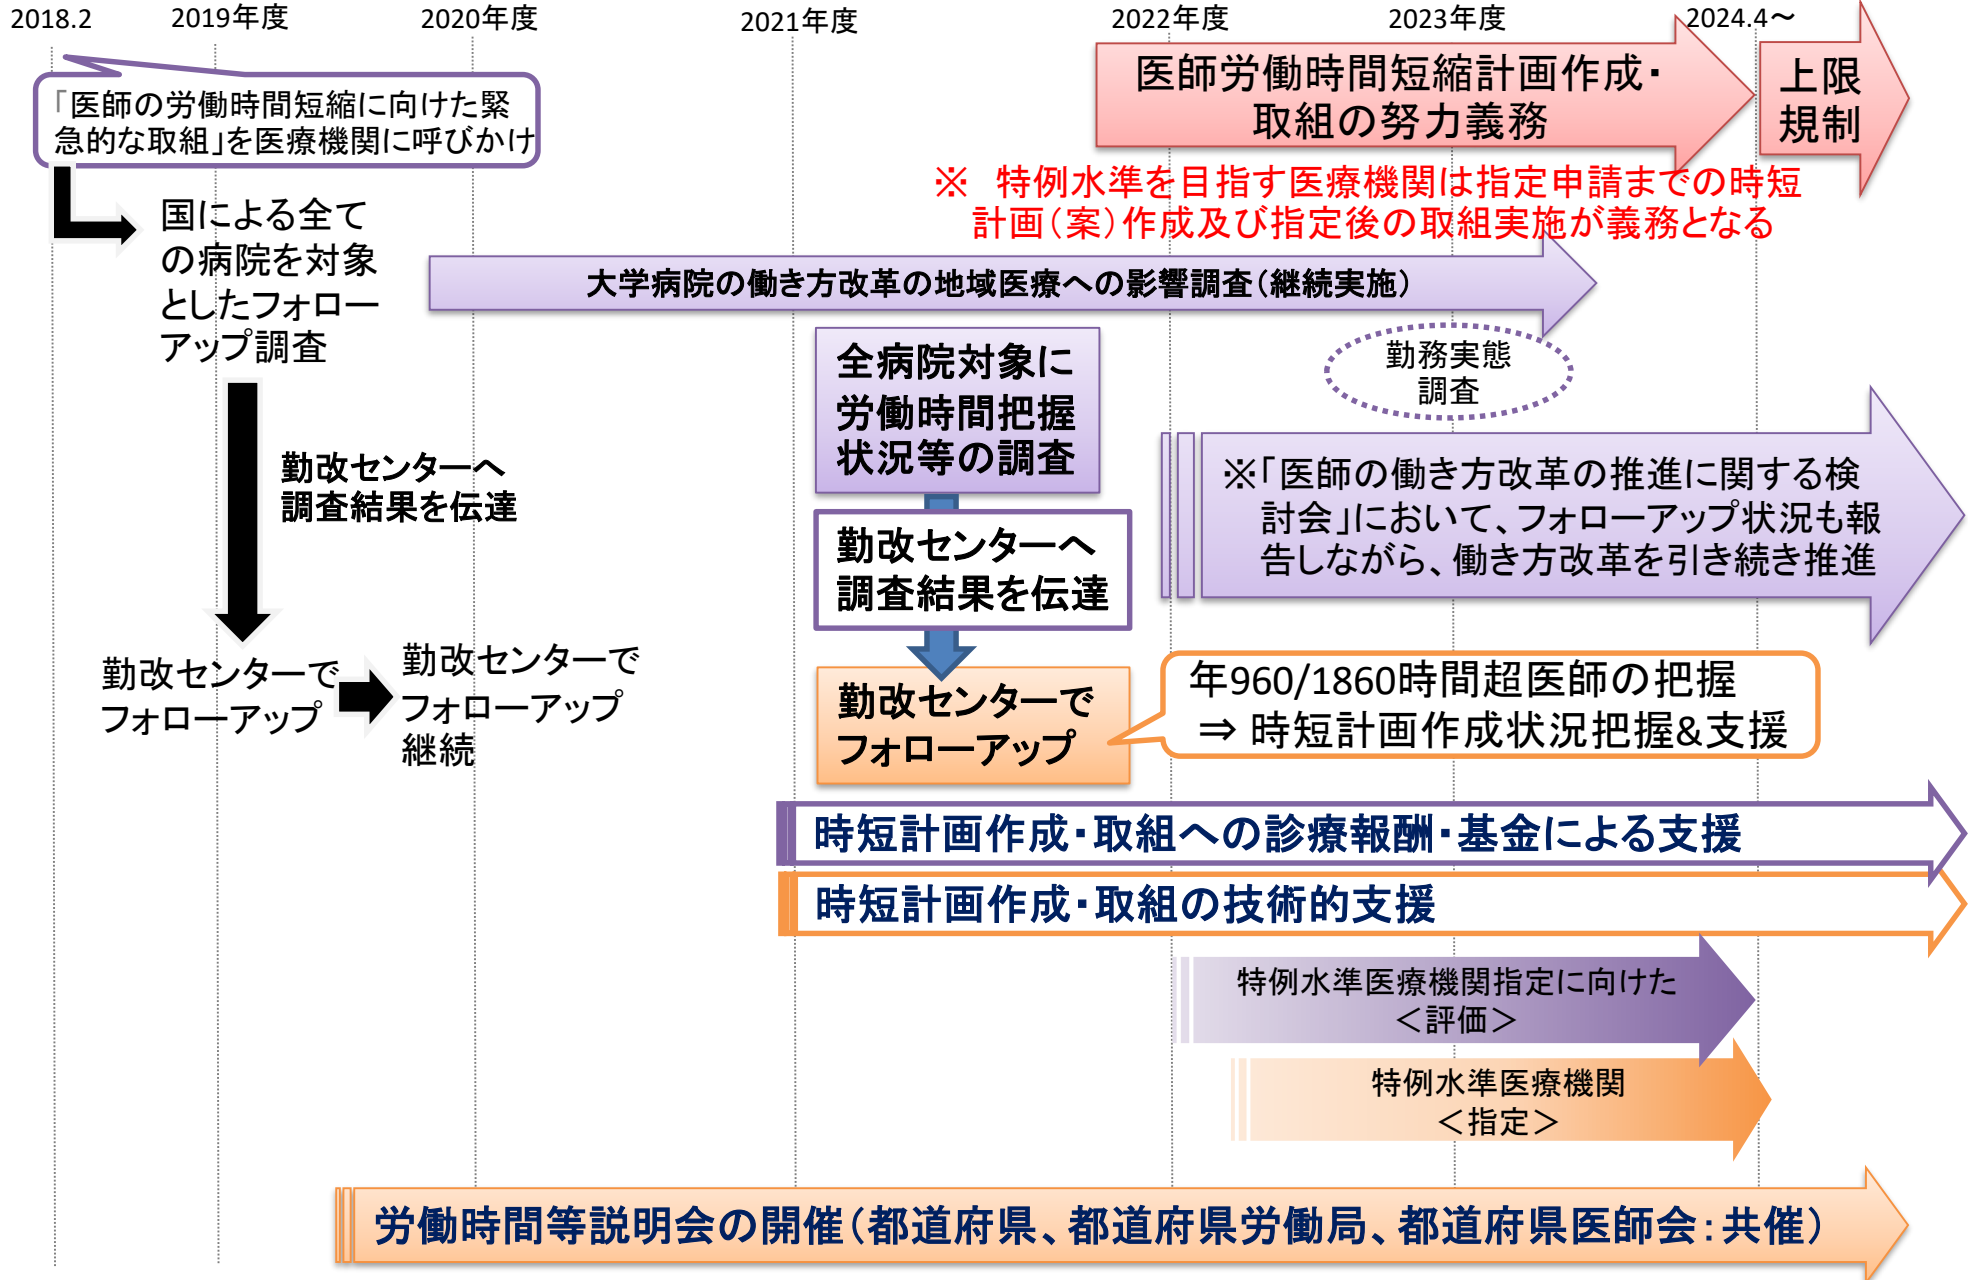 2018.2
2019年度
2020年度
2021年度
2022年度
2023年度
2024.4～
「医師の労働時間短縮に向けた緊
急的な取組」を医療機関に呼びかけ
医師労働時間短縮計画作成・
取組の努力義務
上限
規制
※　特例水準を目指す医療機関は指定申請までの時短
計画（案）作成及び指定後の取組実施が義務となる
国による全て
の病院を対象
としたフォロー
アップ調査
大学病院の働き方改革の地域医療への影響調査（継続実施）
全病院対象に
労働時間把握
状況等の調査
勤務実態
調査
勤改センターへ
調査結果を伝達
※「医師の働き方改革の推進に関する検
討会」において、フォローアップ状況も報
告しながら、働き方改革を引き続き推進
勤改センターへ
調査結果を伝達
勤改センターで
フォローアップ
勤改センターで
フォローアップ
継続
勤改センターで
フォローアップ
年960/1860時間超医師の把握
⇒ 時短計画作成状況把握&支援
時短計画作成・取組への診療報酬・基金による支援
時短計画作成・取組の技術的支援
特例水準医療機関指定に向けた
＜評価＞
特例水準医療機関
＜指定＞
労働時間等説明会の開催（都道府県、都道府県労働局、都道府県医師会：共催）